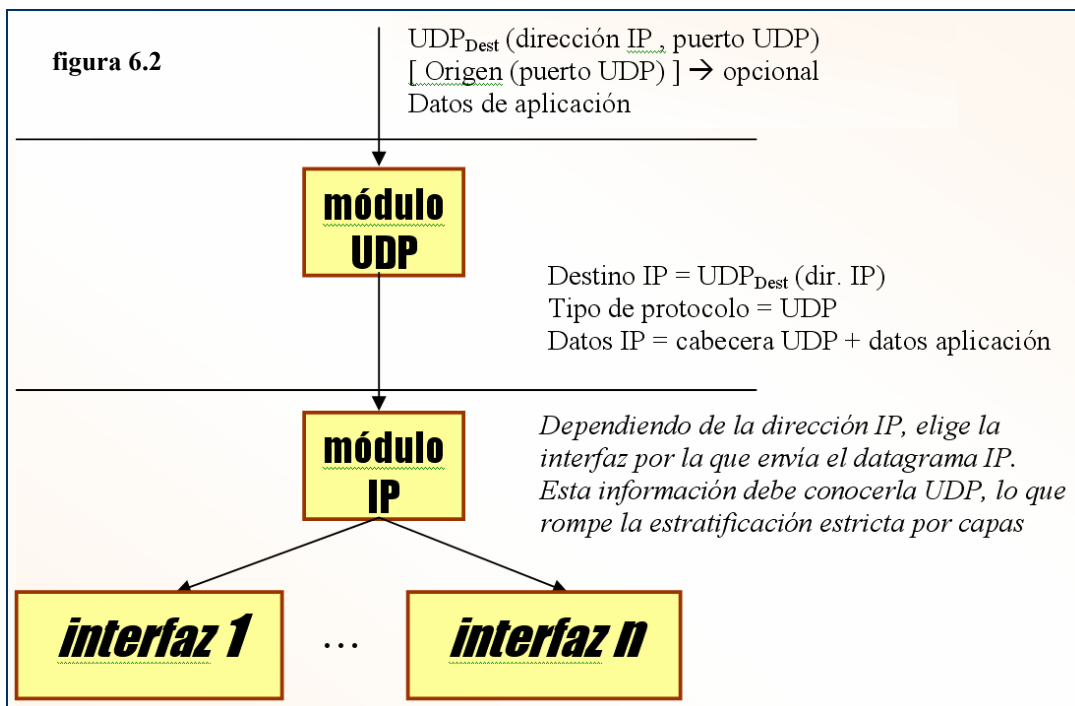 figura 6.2
UDPDest (dirección IP , puerto UDP)
[ Origen (puerto UDP) ] → opcional
Datos de aplicación
módulo
UDP
Destino IP = UDPDest (dir. IP)
Tipo de protocolo = UDP
Datos IP = cabecera UDP + datos aplicación
módulo
IP
Dependiendo de la dirección IP, elige la
interfaz por la que envía el datagrama IP.
Esta información debe conocerla UDP, lo que
rompe la estratificación estricta por capas
interfaz 1
...
interfaz n